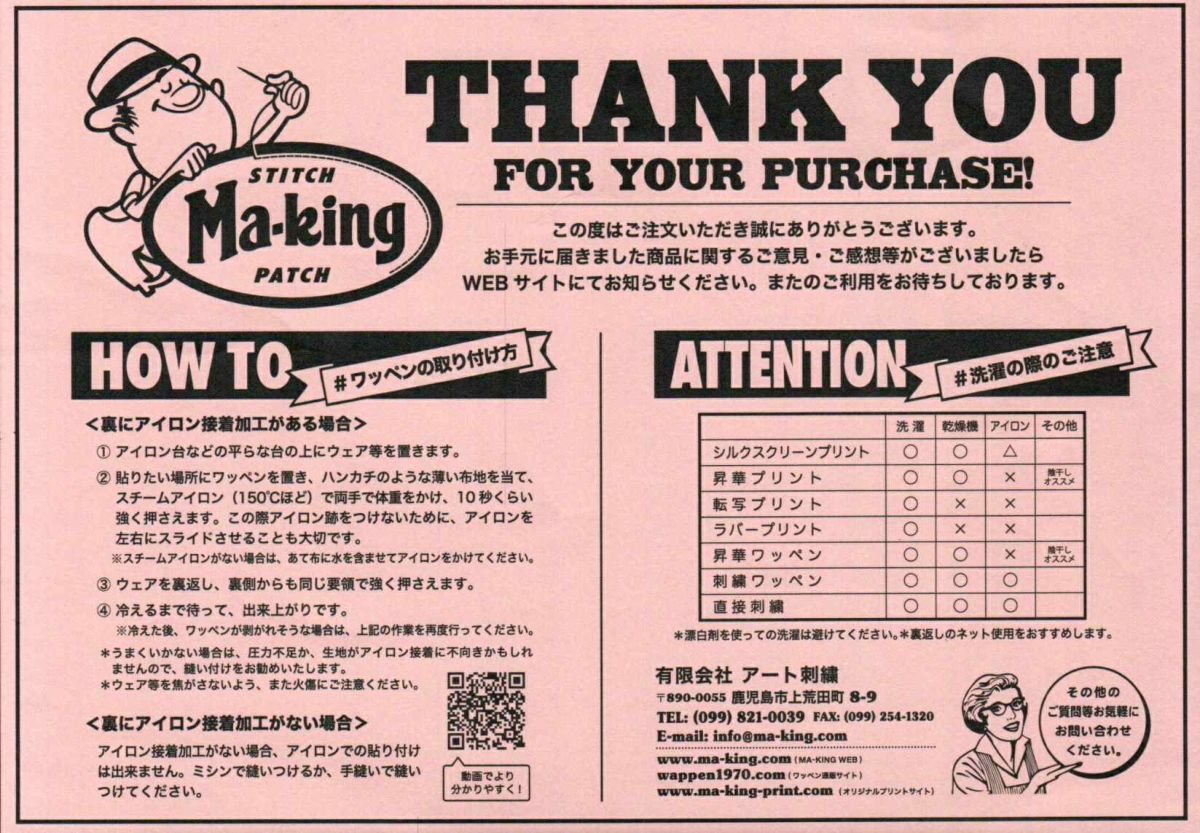 THANK YOU
FOR YOUR PURCHASE!
STITCH
Ma-king
PATCH
この度はご注文いただき誠にありがとうございます。
お手元に届きました商品に関するご意見・ご感想等がございましたら
WEB サイトにてお知らせください。またのご利用をお待ちしております。
HOW TO
#ワッペンの取り付け方
<裏にアイロン接着加工がある場合>
① アイロン台などの平らな台の上にウェア等を置きます。
② 貼りたい場所にワッペンを置き、ハンカチのような薄い布地を当て、
スチームアイロン（150℃ほど）で両手で体重をかけ、10 秒くらい
強く押さえます。この際アイロン跡をつけないために、アイロンを
左右にスライドさせることも大切です。
※スチームアイロンがない場合は、あて布に水を含ませてアイロンをかけてください。
③ ウェアを裏返し、裏側からも同じ要領で強く押さえます。
④ 冷えるまで待って、出来上がりです。
※冷えた後、ワッペンが剥がれそうな場合は、上記の作業を再度行ってください。
*うまくいかない場合は、圧力不足か、生地がアイロン接着に不向きかもしれ
ませんので、縫い付けをお勧めいたします。
*ウェア等を焦がさないよう、また火傷にご注意ください。
<裏にアイロン接着加工がない場合>
アイロン接着加工がない場合、アイロンでの貼り付け
は出来ません。ミシンで縫いつけるか、手縫いで縫い
つけてください。
動画でより
分かりやすく！
ATTENTION
#洗濯の際のご注意
洗濯 乾燥機 アイロン その他
シルクスクリーンプリント ○ ○ △
昇華プリント ○ ○ × 陰干しオススメ
転写プリント ○ × ×
ラバープリント ○ × ×
昇華ワッペン ○ ○ × 陰干しオススメ
刺繍ワッペン ○ ○ ○
直接刺繍 ○ ○ ○
*漂白剤を使っての洗濯は避けてください。*裏返しのネット使用をおすすめします。
有限会社 アート刺繍
〒890-0055 鹿児島市上荒田町 8-9
TEL: (099) 821-0039 FAX: (099) 254-1320
E-mail: info@ma-king.com
www.ma-king.com (MA-KING WEB)
wappen1970.com (ワッペン通販サイト)
www.ma-king-print.com (オリジナルプリントサイト)
その他の
ご質問等お気軽に
お問い合わせ
ください。